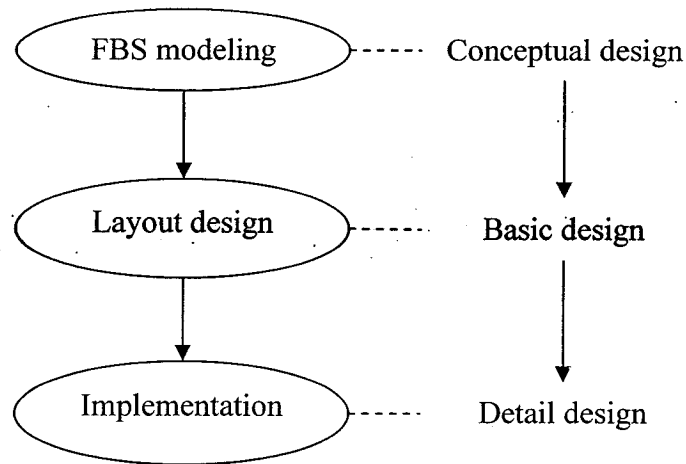 FBS modeling
Conceptual design
Layout design
Basic design
Implementation
Detail design